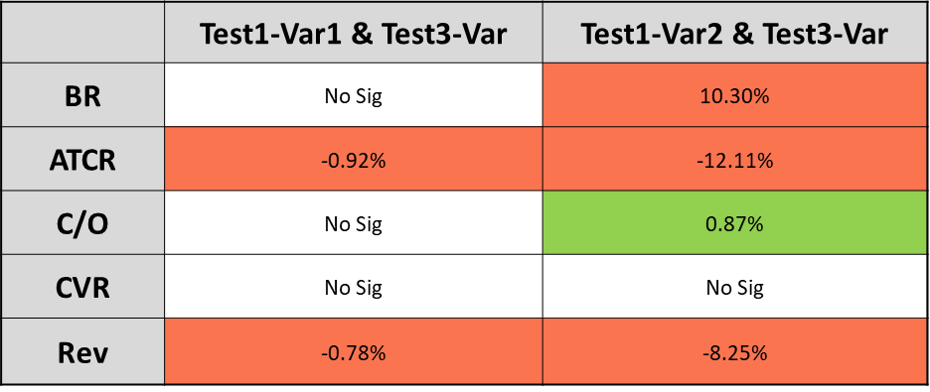 Test1-Var1 & Test3-Var Test1-Var2 & Test3-Var
BR No Sig 10.30%
ATCR -0.92% -12.11%
C/O No Sig 0.87%
CVR No Sig No Sig
Rev -0.78% -8.25%